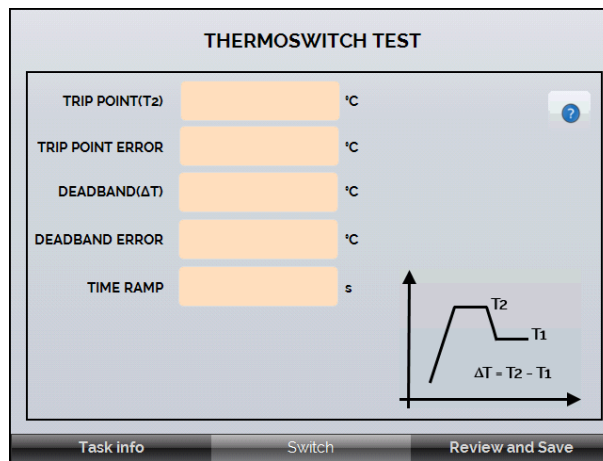 THERMOSWITCH TEST
TRIP POINT(T2) °C
?
TRIP POINT ERROR °C
DEADBAND(ΔT) °C
DEADBAND ERROR °C
TIME RAMP s
T2
T1
ΔT = T2 - T1
Task info Switch Review and Save